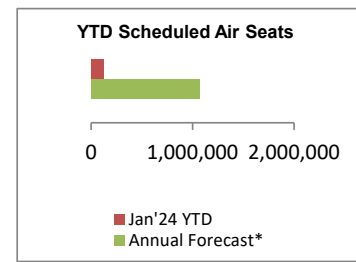 YTD Scheduled Air Seats
0 1,000,000 2,000,000
Jan'24 YTD
Annual Forecast*